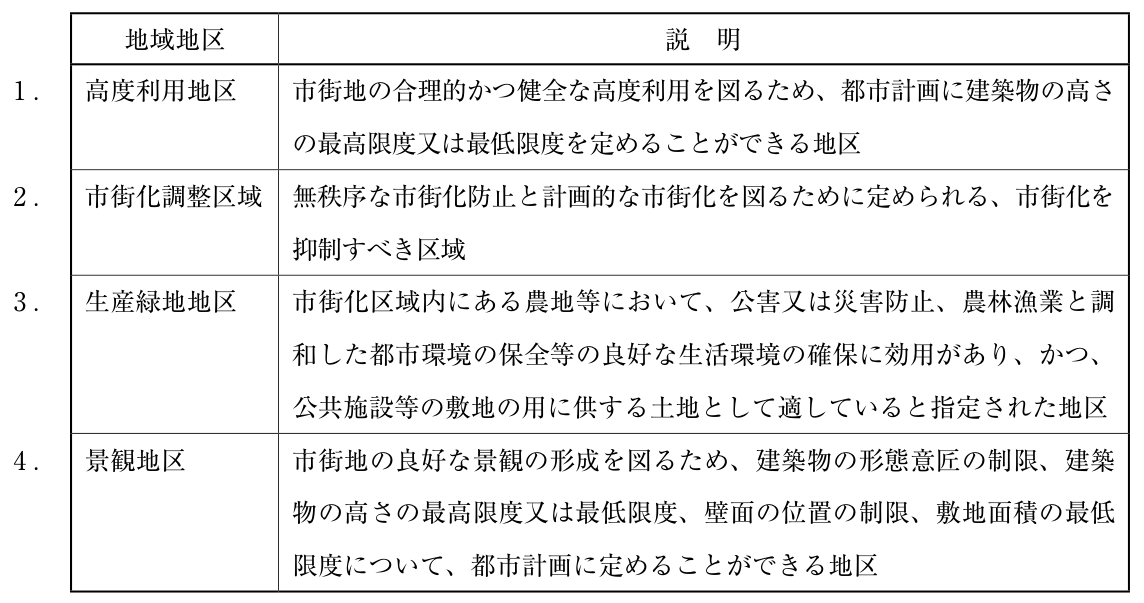 地域地区 説 明
1. 高度利用地区 市街地の合理的かつ健全な高度利用を図るため、都市計画に建築物の高さ
の最高限度又は最低限度を定めることができる地区
2. 市街化調整区域 無秩序な市街化防止と計画的な市街化を図るために定められる、市街化を
抑制すべき区域
3. 生産緑地地区 市街化区域内にある農地等において、公害又は災害防止、農林漁業と調
和した都市環境の保全等の良好な生活環境の確保に効用があり、かつ、
公共施設等の敷地の用に供する土地として適していると指定された地区
4. 景観地区 市街地の良好な景観の形成を図るため、建築物の形態意匠の制限、建築
物の高さの最高限度又は最低限度、壁面の位置の制限、敷地面積の最低
限度について、都市計画に定めることができる地区